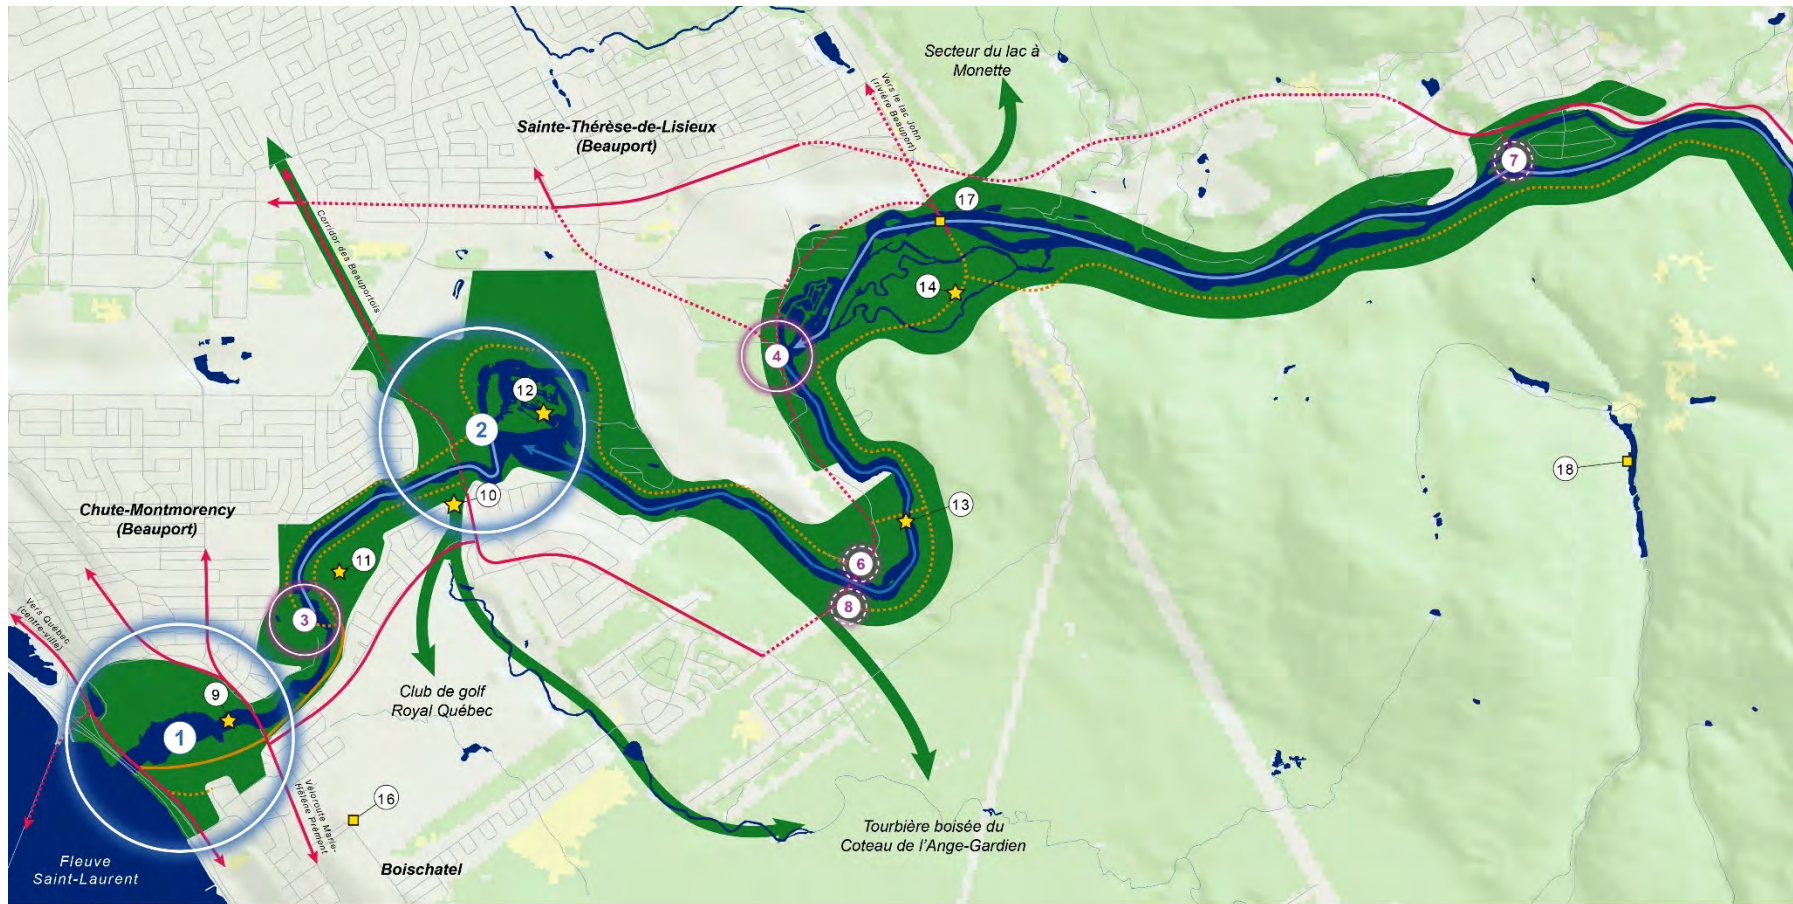 Secteur du lac à
Monette
Vers le lac John
(rivière Beauport)
Sainte-Thérèse-de-Lisieux
(Beauport)
7
17
Corridor des Beauportois
14
4
12
2
18
10
13
Chute-Montmorency
(Beauport)
11
6
8
3
Vers Québec
(centre-ville)
9
Club de golf
Royal Québec
1
Véloroute Marie-
Hélène Prémont
16
Tourbière boisée du
Coteau de l'Ange-Gardien
Fleuve
Saint-Laurent
Boischatel